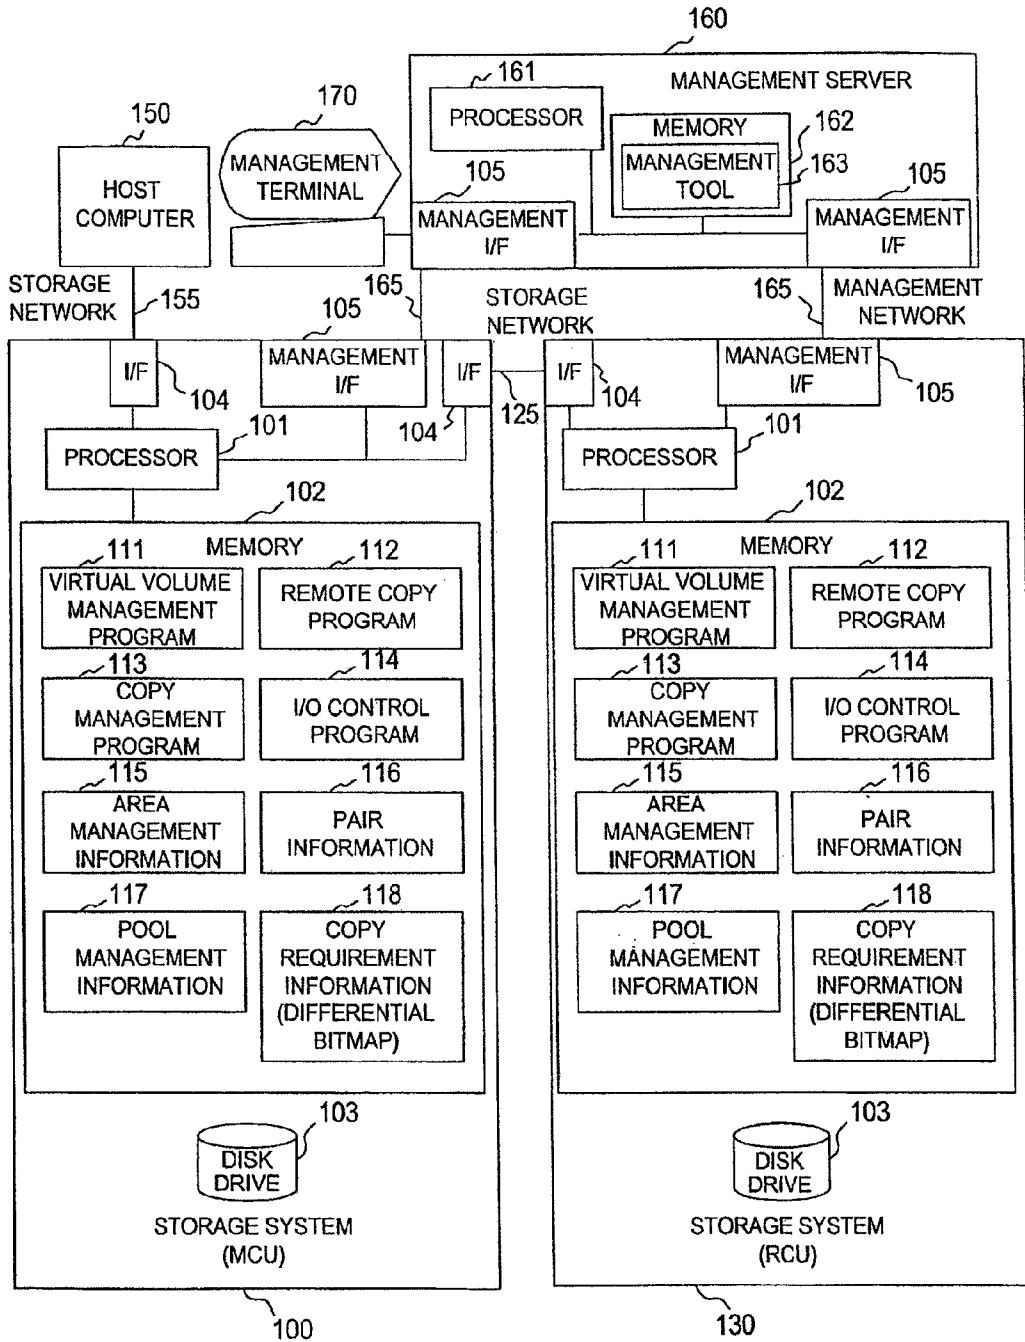 160
161
MANAGEMENT SERVER
PROCESSOR
MEMORY
162
MANAGEMENT
TOOL
163
105
MANAGEMENT
I/F
105
MANAGEMENT
I/F
150
HOST
COMPUTER
170
MANAGEMENT
TERMINAL
STORAGE
NETWORK
155
165
STORAGE
NETWORK
165
MANAGEMENT
NETWORK
I/F
104
105
MANAGEMENT
I/F
I/F
104
125
I/F
104
MANAGEMENT
I/F
105
101
PROCESSOR
101
PROCESSOR
102
MEMORY
111
VIRTUAL VOLUME
MANAGEMENT
PROGRAM
112
REMOTE COPY
PROGRAM
113
COPY
MANAGEMENT
PROGRAM
114
I/O CONTROL
PROGRAM
115
AREA
MANAGEMENT
INFORMATION
116
PAIR
INFORMATION
117
POOL
MANAGEMENT
INFORMATION
118
COPY
REQUIREMENT
INFORMATION
(DIFFERENTIAL
BITMAP)
103
DISK
DRIVE
STORAGE SYSTEM
(MCU)
100
102
MEMORY
111
VIRTUAL VOLUME
MANAGEMENT
PROGRAM
112
REMOTE COPY
PROGRAM
113
COPY
MANAGEMENT
PROGRAM
114
I/O CONTROL
PROGRAM
115
AREA
MANAGEMENT
INFORMATION
116
PAIR
INFORMATION
117
POOL
MANAGEMENT
INFORMATION
118
COPY
REQUIREMENT
INFORMATION
(DIFFERENTIAL
BITMAP)
103
DISK
DRIVE
STORAGE SYSTEM
(RCU)
130